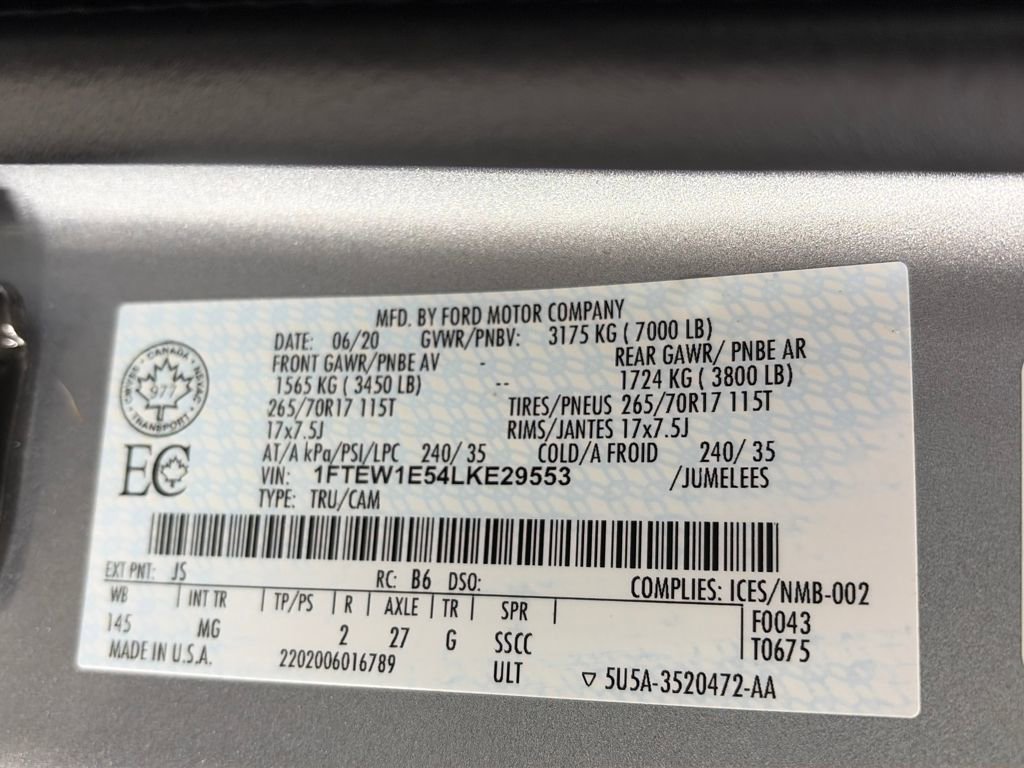 MFD. BY FORD MOTOR COMPANY
DATE: 06/20 GVWR/PNBV: 3175 KG ( 7000 LB)
FRONT GAWR/PNBE AV - REAR GAWR/ PNBE AR
1565 KG ( 3450 LB) -- 1724 KG ( 3800 LB)
265/70R17 115T TIRES/PNEUS 265/70R17 115T
17x7.5J RIMS/JANTES 17x7.5J
AT/A kPa/PSI/LPC 240/ 35 COLD/A FROID 240/ 35
VIN: 1FTEW1E54LKE29553 /JUMELEES
TYPE: TRU/CAM
CANADA
977
TRANSPORT
EC
EXT PNT: JS RC: B6 DSO: COMPLIES: ICES/NMB-002
WB | INT TR | TP/PS | R | AXLE | TR | SPR | F0043
145 MG 2 27 G SSCC T0675
MADE IN U.S.A. 2202006016789 ULT ▽ 5U5A-3520472-AA